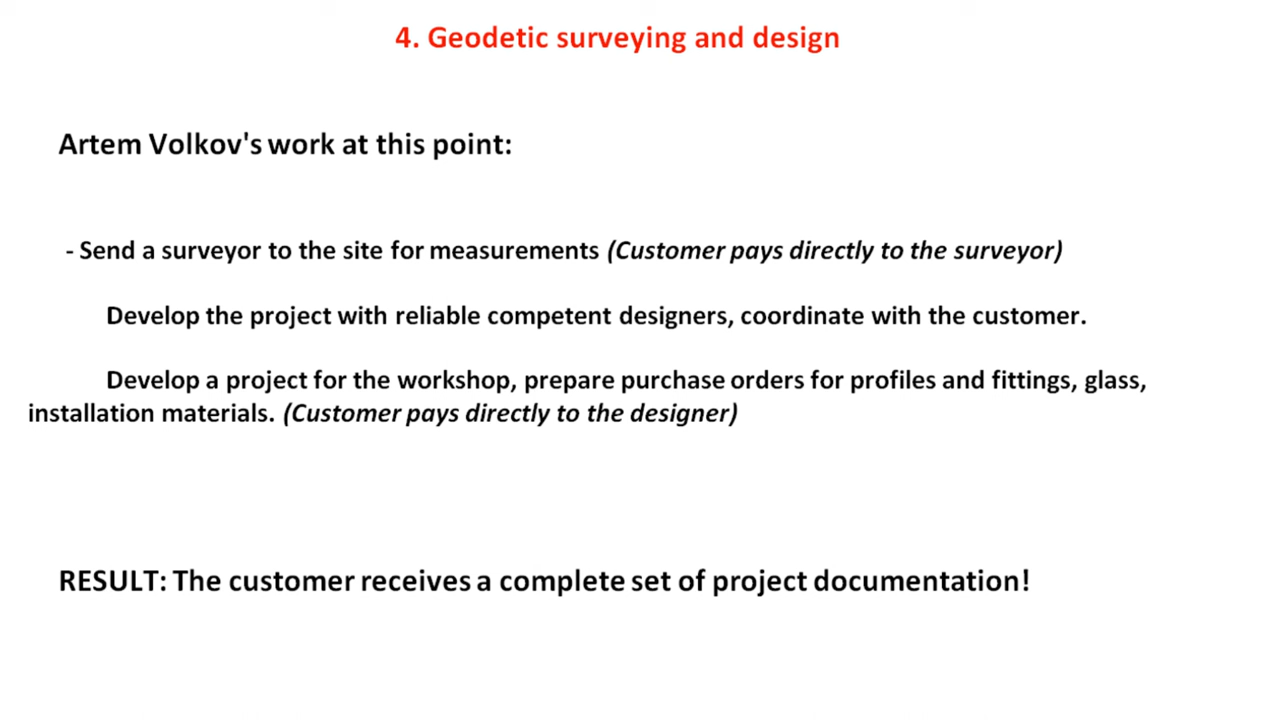 4. Geodetic surveying and design
Artem Volkov's work at this point:
- Send a surveyor to the site for measurements (Customer pays directly to the surveyor)
Develop the project with reliable competent designers, coordinate with the customer.
Develop a project for the workshop, prepare purchase orders for profiles and fittings, glass,
installation materials. (Customer pays directly to the designer)
RESULT: The customer receives a complete set of project documentation!